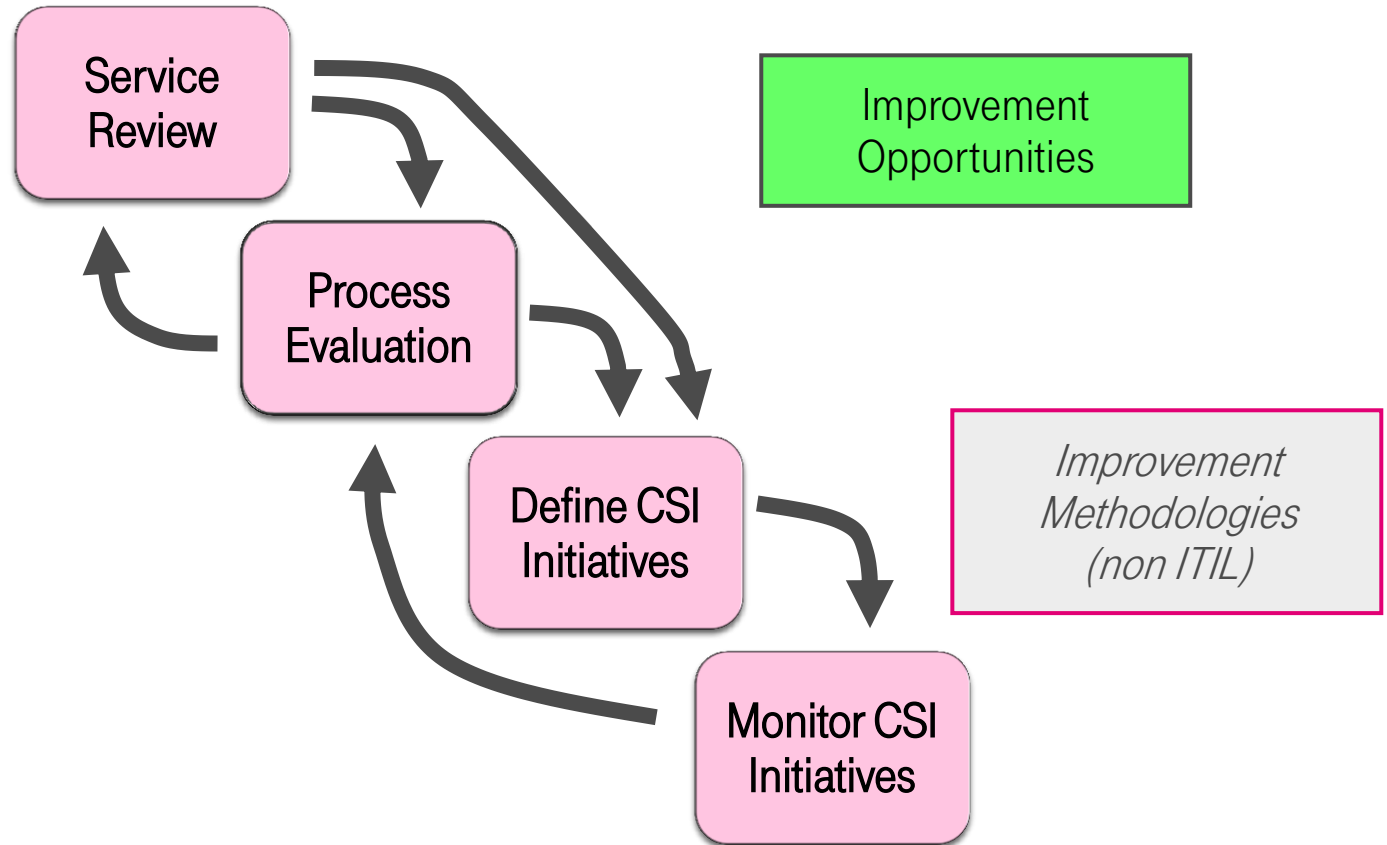 Service
Review
Improvement
Opportunities
Process
Evaluation
Improvement
Methodologies
(non ITIL)
Define CSI
Initiatives
Monitor CSI
Initiatives